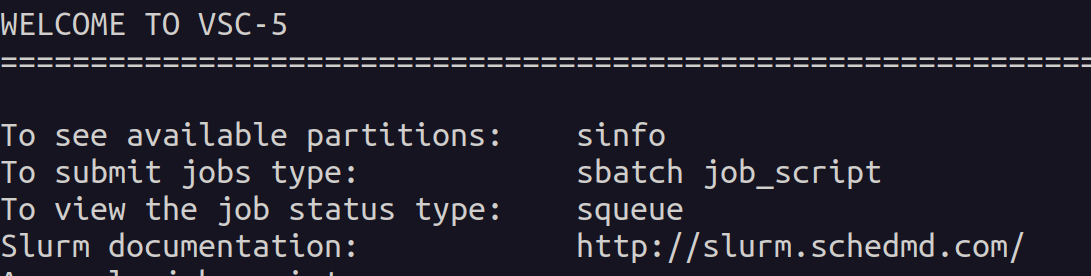 WELCOME TO VSC-5
============================================================
To see available partitions: sinfo
To submit jobs type: sbatch job_script
To view the job status type: squeue
Slurm documentation: http://slurm.schedmd.com/